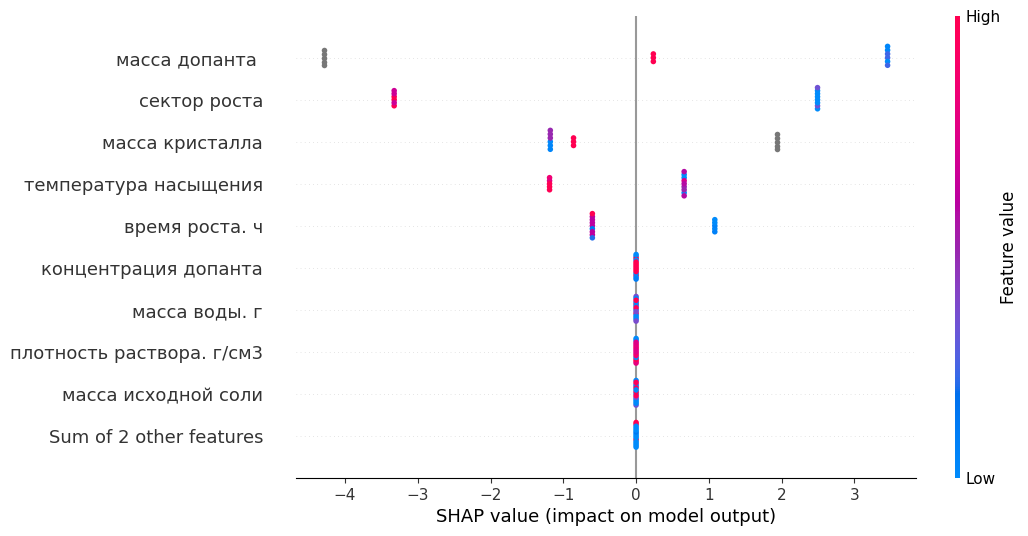 High
масса допанта
сектор роста
масса кристалла
температура насыщения
время роста. ч
концентрация допанта
масса воды. г
плотность раствора. г/см3
масса исходной соли
Sum of 2 other features
Feature value
Low
−4 −3 −2 −1 0 1 2 3
SHAP value (impact on model output)